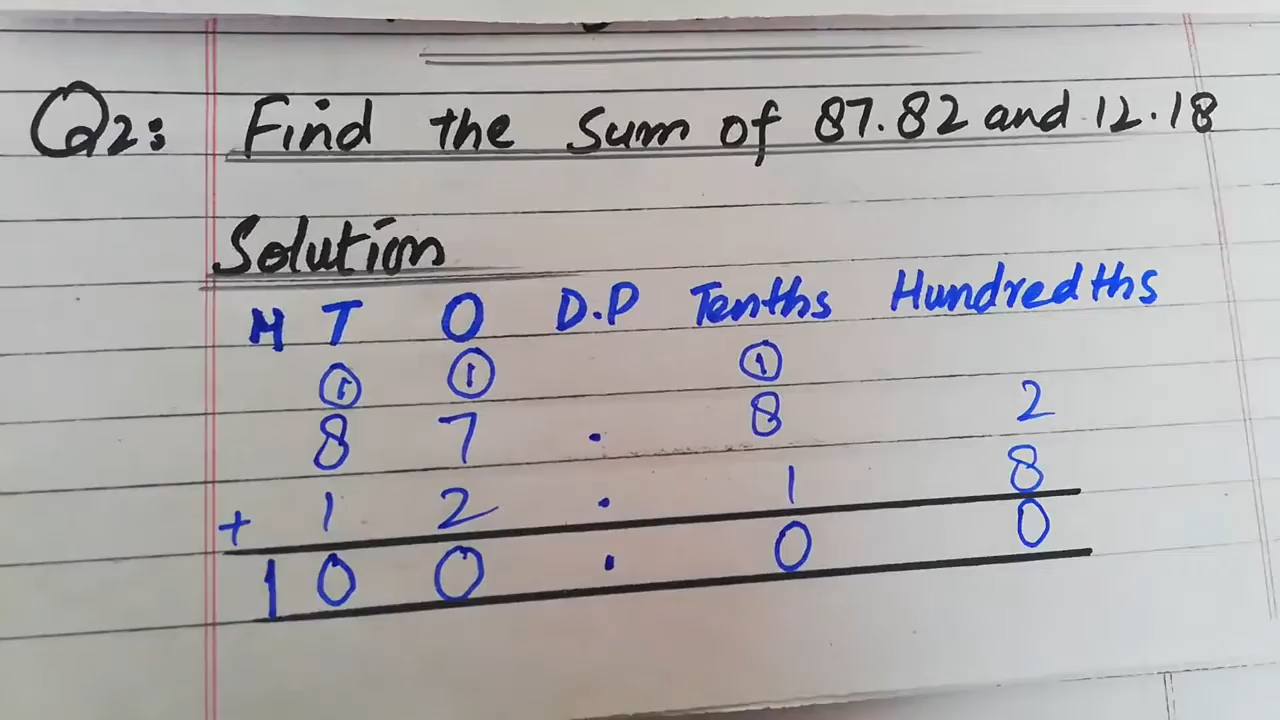 Q2: Find the Sum of 87.82 and 12.18
Solution
H T O D.P Tenths Hundredths
1 1 1
8 7 . 8 2
+ 1 2 . 1 8
1 0 0 . 0 0